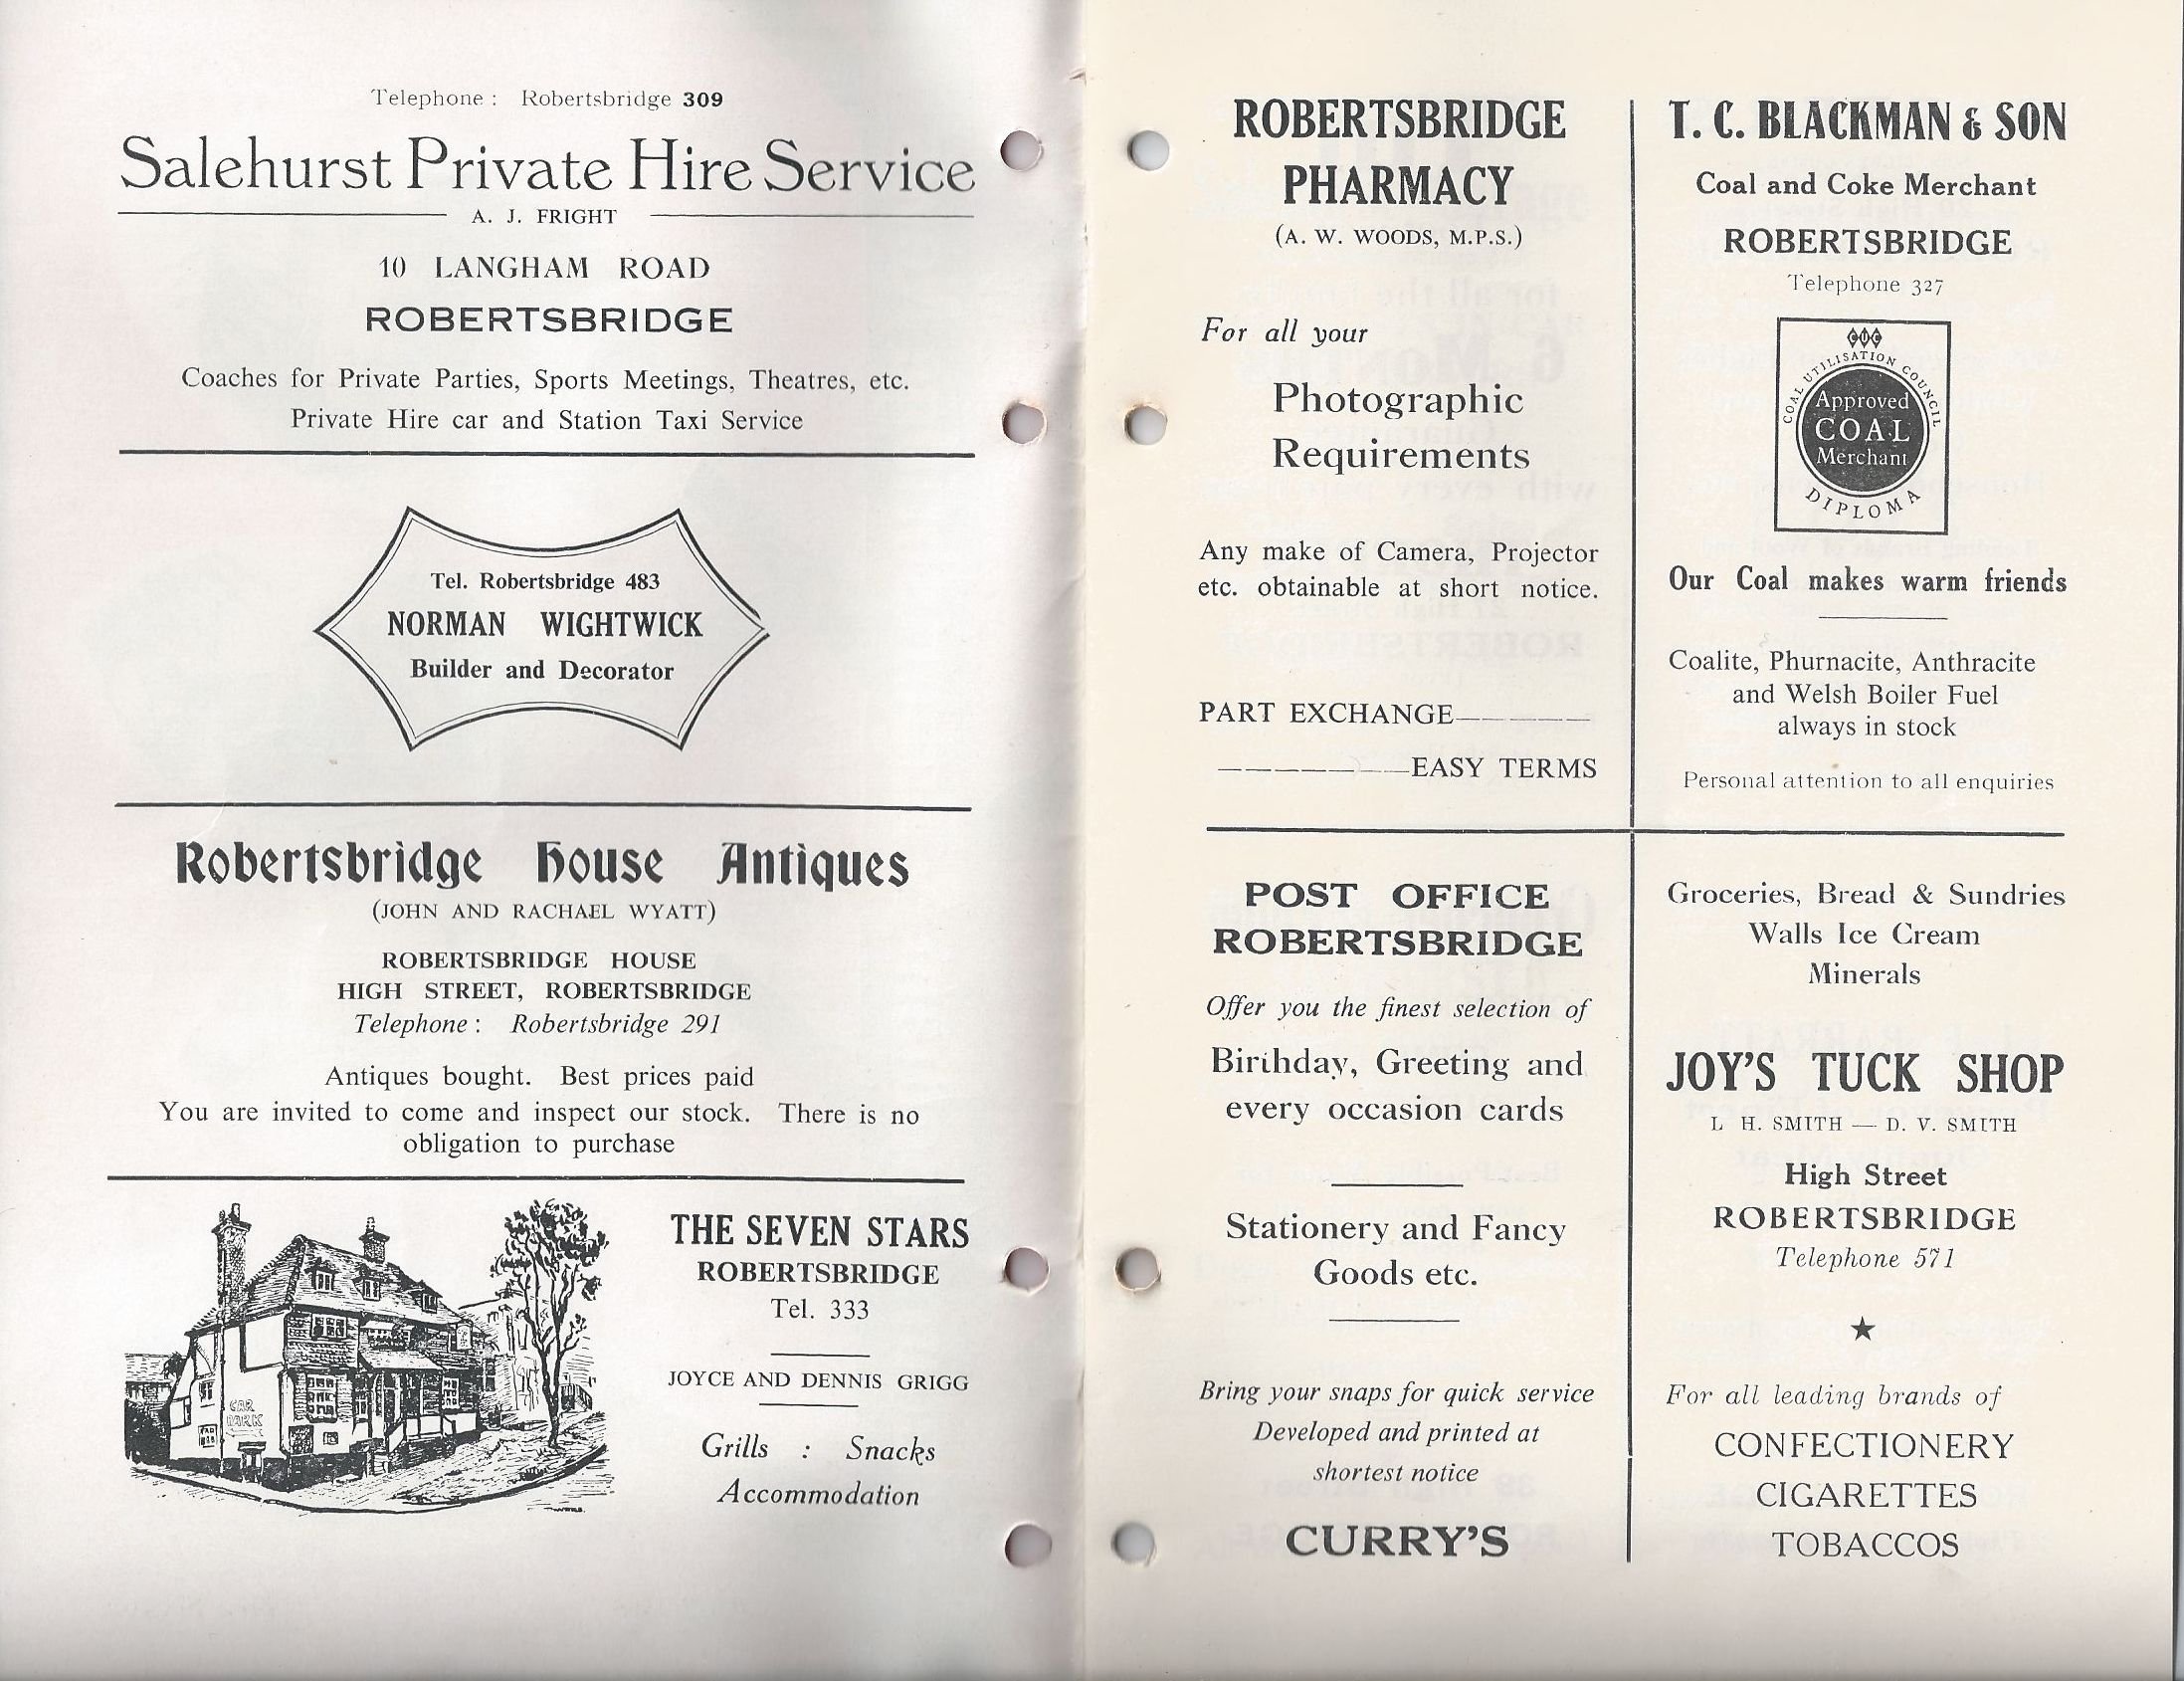 Telephone : Robertsbridge 309
Salehurst Private Hire Service
A. J. FRIGHT
10 LANGHAM ROAD
ROBERTSBRIDGE
Coaches for Private Parties, Sports Meetings, Theatres, etc.
Private Hire car and Station Taxi Service
Tel. Robertsbridge 483
NORMAN WIGHTWICK
Builder and Decorator
Robertsbridge House Antiques
(JOHN AND RACHAEL WYATT)
ROBERTSBRIDGE HOUSE
HIGH STREET, ROBERTSBRIDGE
Telephone : Robertsbridge 291
Antiques bought. Best prices paid
You are invited to come and inspect our stock. There is no
obligation to purchase
CAR
PARK
THE SEVEN STARS
ROBERTSBRIDGE
Tel. 333
JOYCE AND DENNIS GRIGG
Grills : Snacks
Accommodation
ROBERTSBRIDGE
PHARMACY
(A. W. WOODS, M.P.S.)
For all your
Photographic
Requirements
Any make of Camera, Projector
etc. obtainable at short notice.
PART EXCHANGE—————
——————EASY TERMS
T. C. BLACKMAN & SON
Coal and Coke Merchant
ROBERTSBRIDGE
Telephone 327
CUC
COAL UTILISATION COUNCIL
Approved
COAL
Merchant
DIPLOMA
Our Coal makes warm friends
Coalite, Phurnacite, Anthracite
and Welsh Boiler Fuel
always in stock
Personal attention to all enquiries
POST OFFICE
ROBERTSBRIDGE
Offer you the finest selection of
Birthday, Greeting and
every occasion cards
Stationery and Fancy
Goods etc.
Bring your snaps for quick service
Developed and printed at
shortest notice
CURRY'S
Groceries, Bread & Sundries
Walls Ice Cream
Minerals
JOY'S TUCK SHOP
L H. SMITH — D. V. SMITH
High Street
ROBERTSBRIDGE
Telephone 571
★
For all leading brands of
CONFECTIONERY
CIGARETTES
TOBACCOS